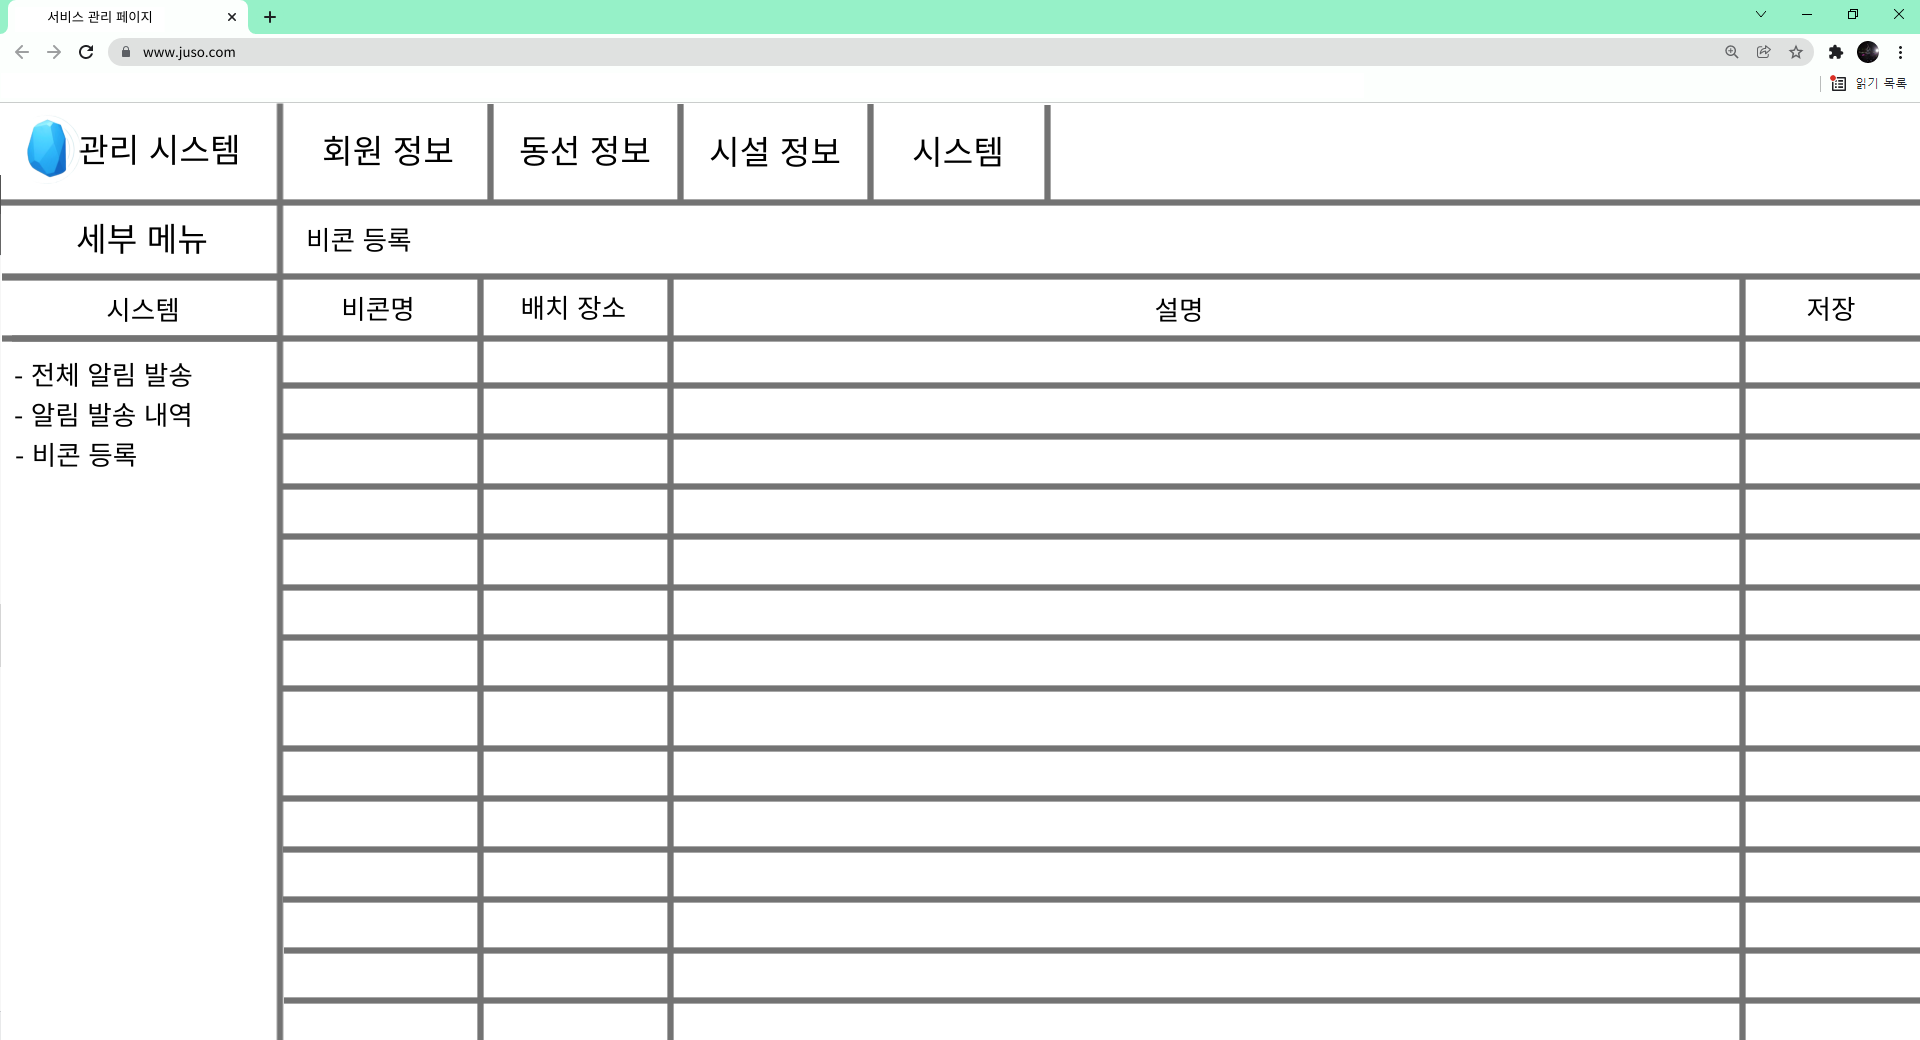 서비스 관리 페이지
www.juso.com
읽기 목록
관리 시스템
회원 정보
동선 정보
시설 정보
시스템
세부 메뉴
비콘 등록
시스템
비콘명
배치 장소
설명
저장
- 전체 알림 발송
- 알림 발송 내역
- 비콘 등록